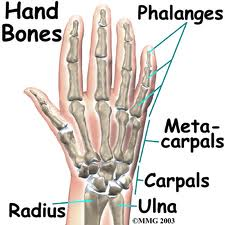 Hand
Bones
Phalanges
Meta-
carpals
Carpals
Radius
Ulna
©MMG 2003